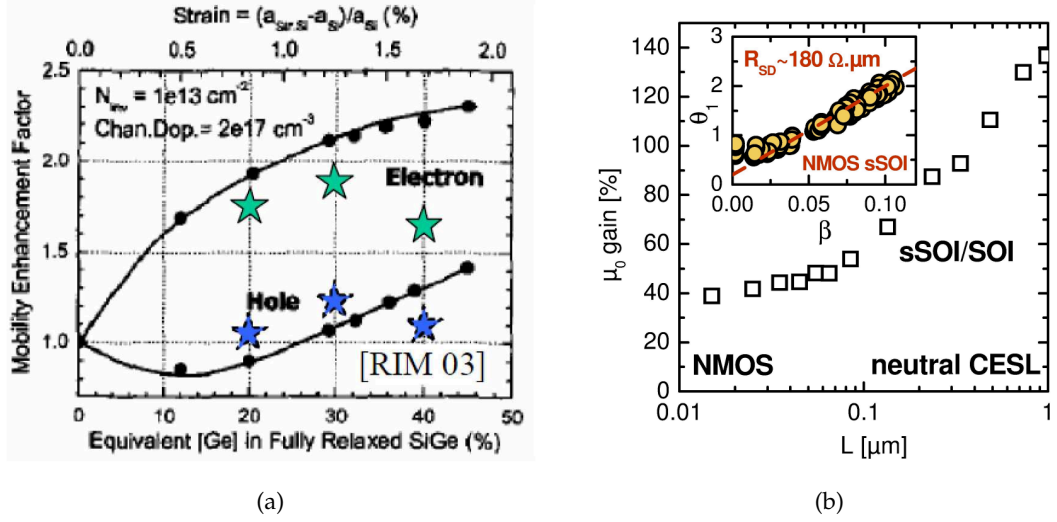 Strain = (a_Str.Si-a_Si)/a_Si (%)
0.0 0.5 1.0 1.5 2.0
Mobility Enhancement Factor
2.5
2.0
1.5
1.0
N_inv = 1e13 cm⁻²
Chan.Dop.= 2e17 cm⁻³
Electron
Hole
[RIM 03]
0 10 20 30 40 50
Equivalent [Ge] in Fully Relaxed SiGe (%)
(a)
b
μ₀ gain [%]
140
120
100
80
60
40
20
0
θ₁
3
2
1
0
R_SD~180 Ω.μm
NMOS sSOI
0.00 0.05 0.10
β
sSOI/SOI
NMOS neutral CESL
0.01 0.1 1
L [μm]
(b)